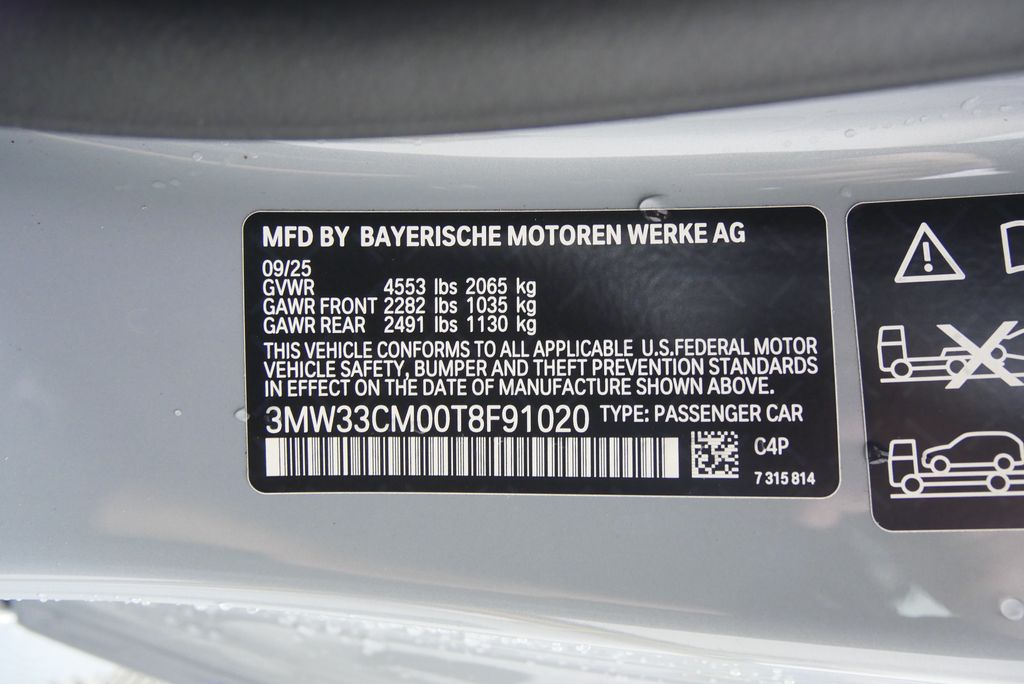 MFD BY BAYERISCHE MOTOREN WERKE AG
09/25
GVWR 4553 lbs 2065 kg
GAWR FRONT 2282 lbs 1035 kg
GAWR REAR 2491 lbs 1130 kg
THIS VEHICLE CONFORMS TO ALL APPLICABLE U.S.FEDERAL MOTOR
VEHICLE SAFETY, BUMPER AND THEFT PREVENTION STANDARDS
IN EFFECT ON THE DATE OF MANUFACTURE SHOWN ABOVE.
3MW33CM00T8F91020 TYPE: PASSENGER CAR
C4P
7 315 814